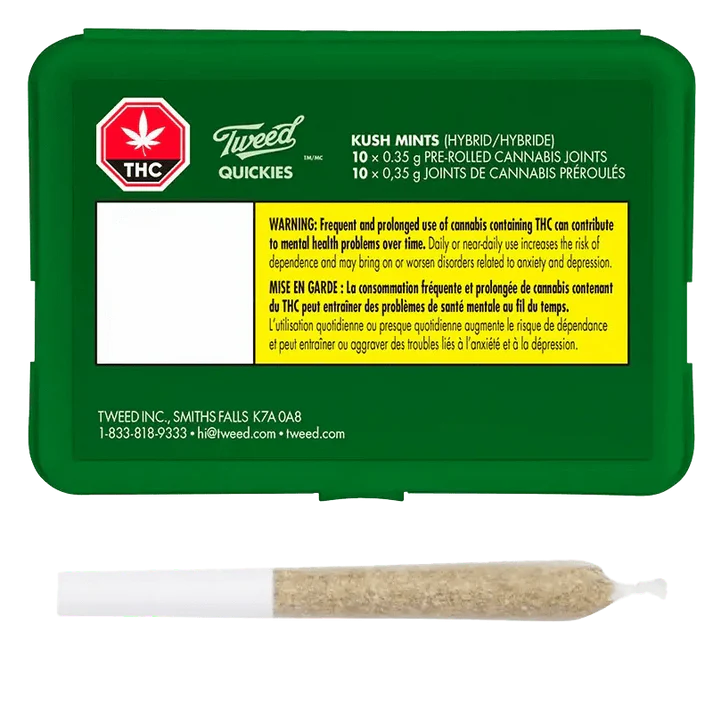 THC
Tweed TM/MC
QUICKIES
KUSH MINTS (HYBRID/HYBRIDE)
10 × 0.35 g PRE-ROLLED CANNABIS JOINTS
10 × 0,35 g JOINTS DE CANNABIS PRÉROULÉS
WARNING: Frequent and prolonged use of cannabis containing THC can contribute
to mental health problems over time. Daily or near-daily use increases the risk of
dependence and may bring on or worsen disorders related to anxiety and depression.
MISE EN GARDE : La consommation fréquente et prolongée de cannabis contenant
du THC peut entraîner des problèmes de santé mentale au fil du temps.
L'utilisation quotidienne ou presque quotidienne augmente le risque de dépendance
et peut entraîner ou aggraver des troubles liés à l'anxiété et à la dépression.
TWEED INC., SMITHS FALLS K7A 0A8
1-833-818-9333 • hi@tweed.com • tweed.com